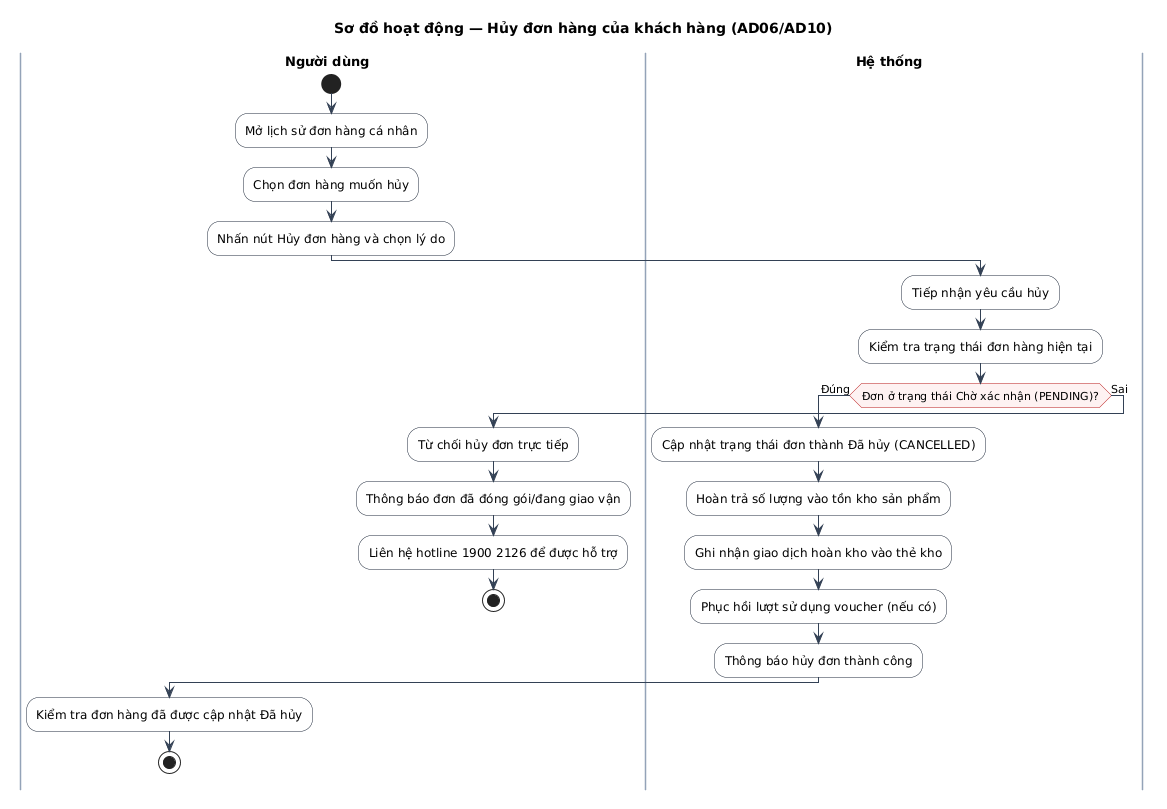 Sơ đồ hoạt động — Hủy đơn hàng của khách hàng (AD06/AD10)
Người dùng
Hệ thống
Mở lịch sử đơn hàng cá nhân
Chọn đơn hàng muốn hủy
Nhấn nút Hủy đơn hàng và chọn lý do
Tiếp nhận yêu cầu hủy
Kiểm tra trạng thái đơn hàng hiện tại
Đúng
Đơn ở trạng thái Chờ xác nhận (PENDING)?
Sai
Từ chối hủy đơn trực tiếp
Cập nhật trạng thái đơn thành Đã hủy (CANCELLED)
Thông báo đơn đã đóng gói/đang giao vận
Hoàn trả số lượng vào tồn kho sản phẩm
Liên hệ hotline 1900 2126 để được hỗ trợ
Ghi nhận giao dịch hoàn kho vào thẻ kho
Phục hồi lượt sử dụng voucher (nếu có)
Thông báo hủy đơn thành công
Kiểm tra đơn hàng đã được cập nhật Đã hủy